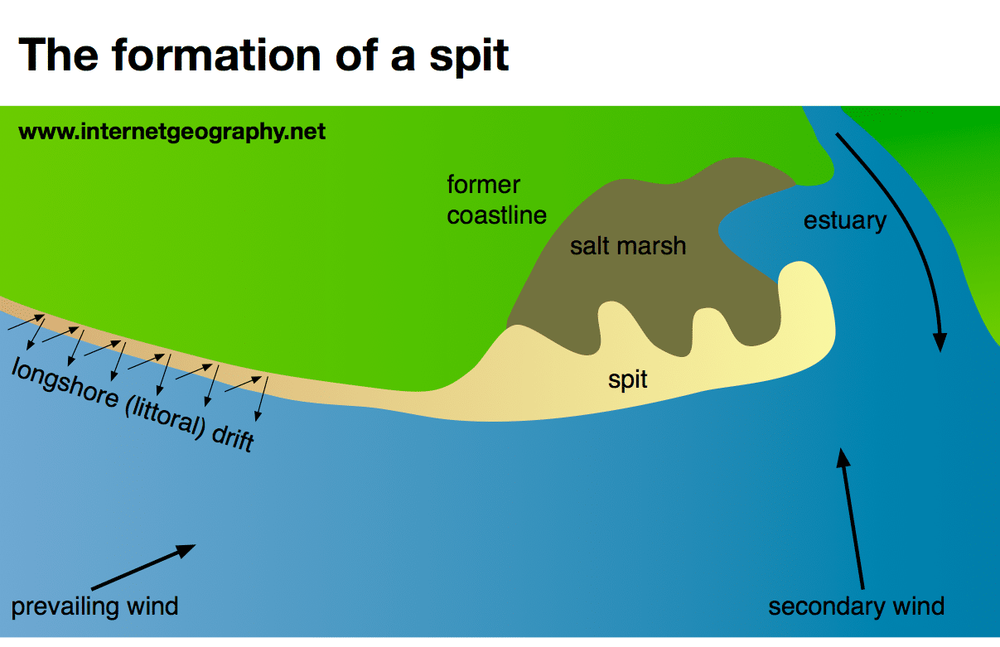 The formation of a spit
www.internetgeography.net
former
coastline
salt marsh
estuary
spit
longshore (littoral) drift
prevailing wind
secondary wind